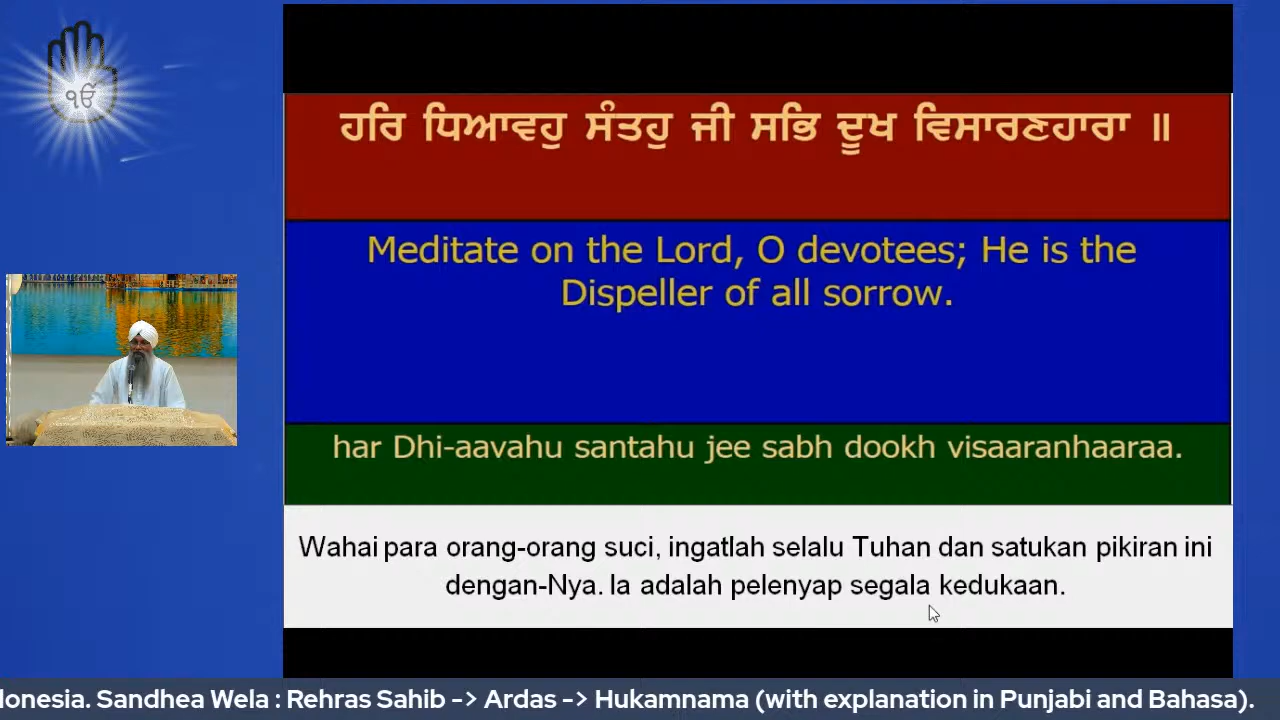 ੴ
ਹਰਿ ਧਿਆਵਹੁ ਸੰਤਹੁ ਜੀ ਸਭਿ ਦੂਖ ਵਿਸਾਰਣਹਾਰਾ ॥
Meditate on the Lord, O devotees; He is the
Dispeller of all sorrow.
har Dhi-aavahu santahu jee sabh dookh visaaranhaaraa.
Wahai para orang-orang suci, ingatlah selalu Tuhan dan satukan pikiran ini
dengan-Nya. Ia adalah pelenyap segala kedukaan.
donesia. Sandhea Wela : Rehras Sahib -> Ardas -> Hukamnama (with explanation in Punjabi and Bahasa).